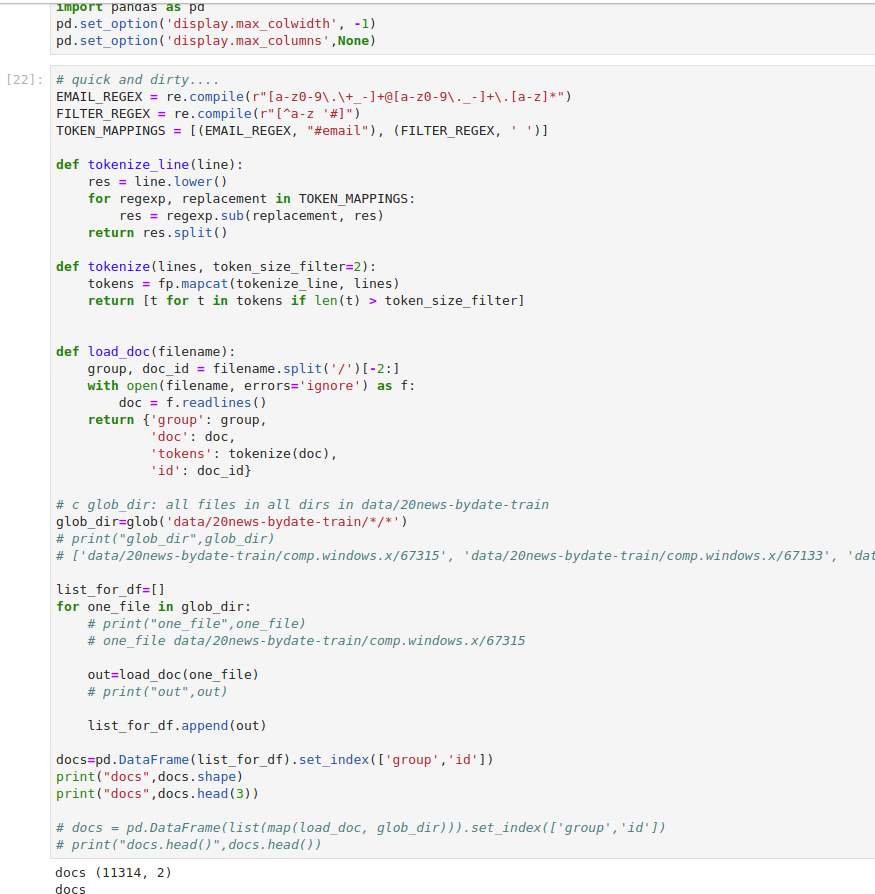 import pandas as pd
pd.set_option('display.max_colwidth', -1)
pd.set_option('display.max_columns',None)
[22]:
# quick and dirty....
EMAIL_REGEX = re.compile(r"[a-z0-9\.\+_-]+@[a-z0-9\._-]+\.[a-z]*")
FILTER_REGEX = re.compile(r"[^a-z '#]")
TOKEN_MAPPINGS = [(EMAIL_REGEX, "#email"), (FILTER_REGEX, ' ')]
def tokenize_line(line):
    res = line.lower()
    for regexp, replacement in TOKEN_MAPPINGS:
        res = regexp.sub(replacement, res)
    return res.split()
def tokenize(lines, token_size_filter=2):
    tokens = fp.mapcat(tokenize_line, lines)
    return [t for t in tokens if len(t) > token_size_filter]
def load_doc(filename):
    group, doc_id = filename.split('/')[-2:]
    with open(filename, errors='ignore') as f:
        doc = f.readlines()
    return {'group': group,
            'doc': doc,
            'tokens': tokenize(doc),
            'id': doc_id}
# c glob_dir: all files in all dirs in data/20news-bydate-train
glob_dir=glob('data/20news-bydate-train/*/*')
# print("glob_dir",glob_dir)
# ['data/20news-bydate-train/comp.windows.x/67315', 'data/20news-bydate-train/comp.windows.x/67133', 'dat
list_for_df=[]
for one_file in glob_dir:
    # print("one_file",one_file)
    # one_file data/20news-bydate-train/comp.windows.x/67315
    out=load_doc(one_file)
    # print("out",out)
    list_for_df.append(out)
docs=pd.DataFrame(list_for_df).set_index(['group','id'])
print("docs",docs.shape)
print("docs",docs.head(3))
# docs = pd.DataFrame(list(map(load_doc, glob_dir))).set_index(['group','id'])
# print("docs.head()",docs.head())
docs (11314, 2)
docs